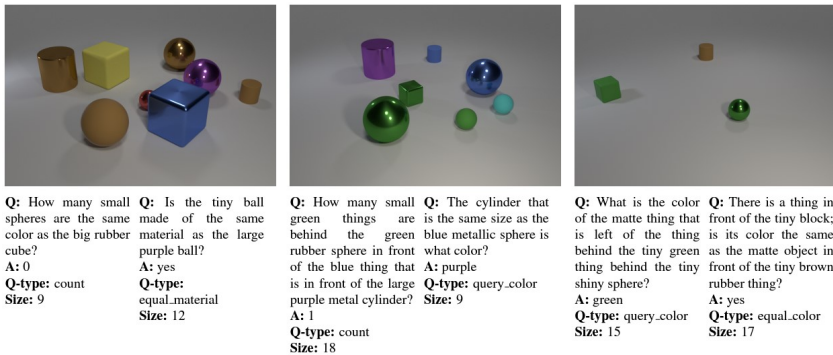 Q: How many small
spheres are the same
color as the big rubber
cube?
A: 0
Q-type: count
Size: 9
Q: Is the tiny ball
made of the same
material as the large
purple ball?
A: yes
Q-type:
equal_material
Size: 12
Q: How many small
green things are
behind the green
rubber sphere in front
of the blue thing that
is in front of the large
purple metal cylinder?
A: 1
Q-type: count
Size: 18
Q: The cylinder that
is the same size as the
blue metallic sphere is
what color?
A: purple
Q-type: query_color
Size: 9
Q: What is the color
of the matte thing that
is left of the thing
behind the tiny green
thing behind the tiny
shiny sphere?
A: green
Q-type: query_color
Size: 15
Q: There is a thing in
front of the tiny block;
is its color the same
as the matte object in
front of the tiny brown
rubber thing?
A: yes
Q-type: equal_color
Size: 17